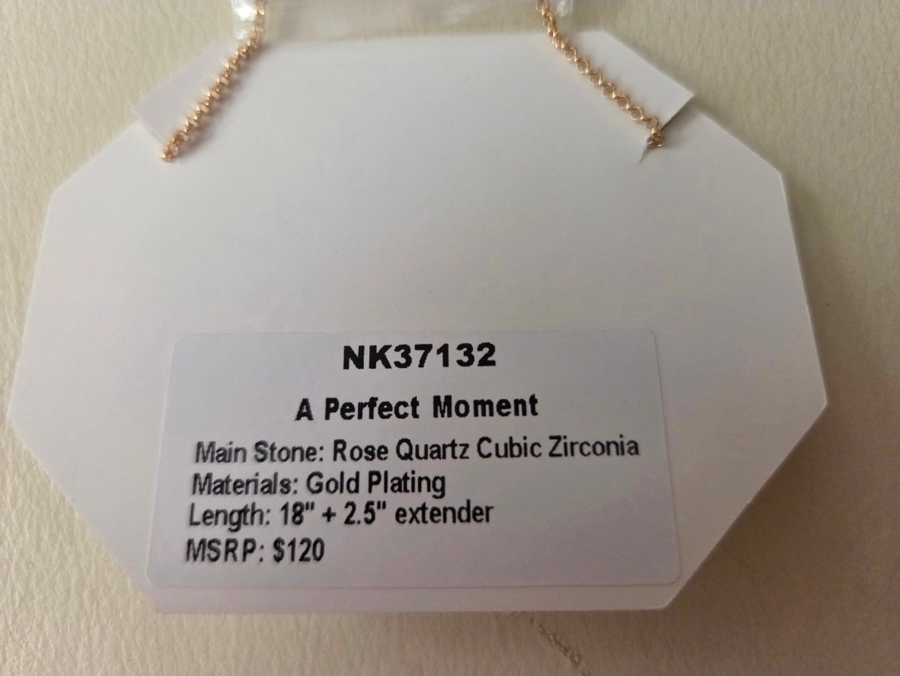 NK37132
A Perfect Moment
Main Stone: Rose Quartz Cubic Zirconia
Materials: Gold Plating
Length: 18" + 2.5" extender
MSRP: $120